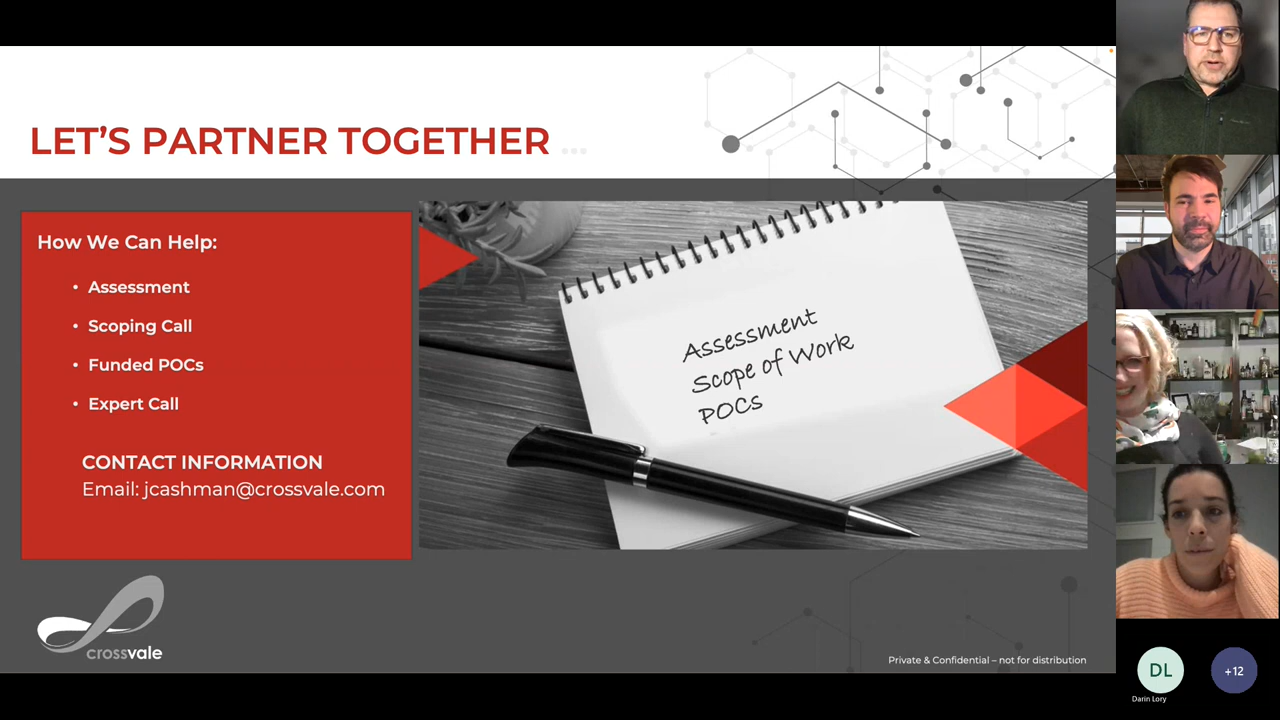 LET’S PARTNER TOGETHER ...
How We Can Help:
• Assessment
• Scoping Call
• Funded POCs
• Expert Call
CONTACT INFORMATION
Email: jcashman@crossvale.com
Assessment
Scope of Work
POCs
crossvale
Private & Confidential – not for distribution
DL
+12
Darin Lory